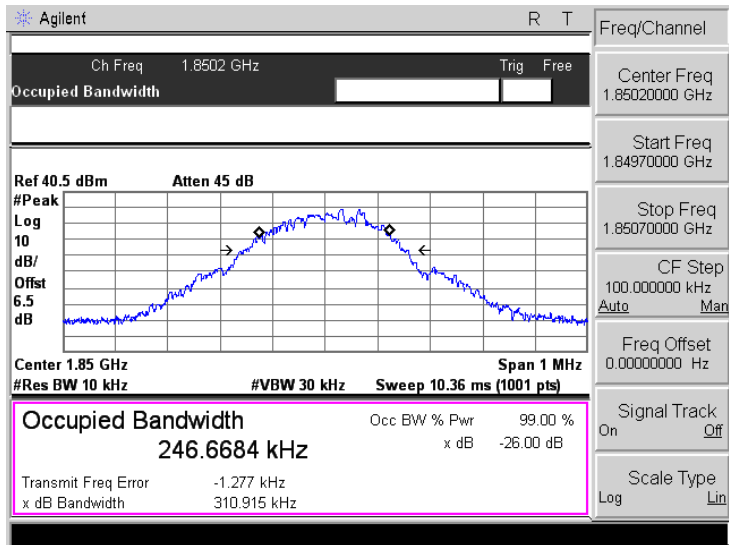 Agilent R T
Ch Freq 1.8502 GHz Trig Free
Occupied Bandwidth
Ref 40.5 dBm Atten 45 dB
#Peak
Log
10
dB/
Offst
6.5
dB
Center 1.85 GHz Span 1 MHz
#Res BW 10 kHz #VBW 30 kHz Sweep 10.36 ms (1001 pts)
Occupied Bandwidth
246.6684 kHz
Occ BW % Pwr 99.00 %
x dB -26.00 dB
Transmit Freq Error -1.277 kHz
x dB Bandwidth 310.915 kHz
Freq/Channel
Center Freq
1.85020000 GHz
Start Freq
1.84970000 GHz
Stop Freq
1.85070000 GHz
CF Step
100.000000 kHz
Auto Man
Freq Offset
0.00000000 Hz
Signal Track
On Off
Scale Type
Log Lin